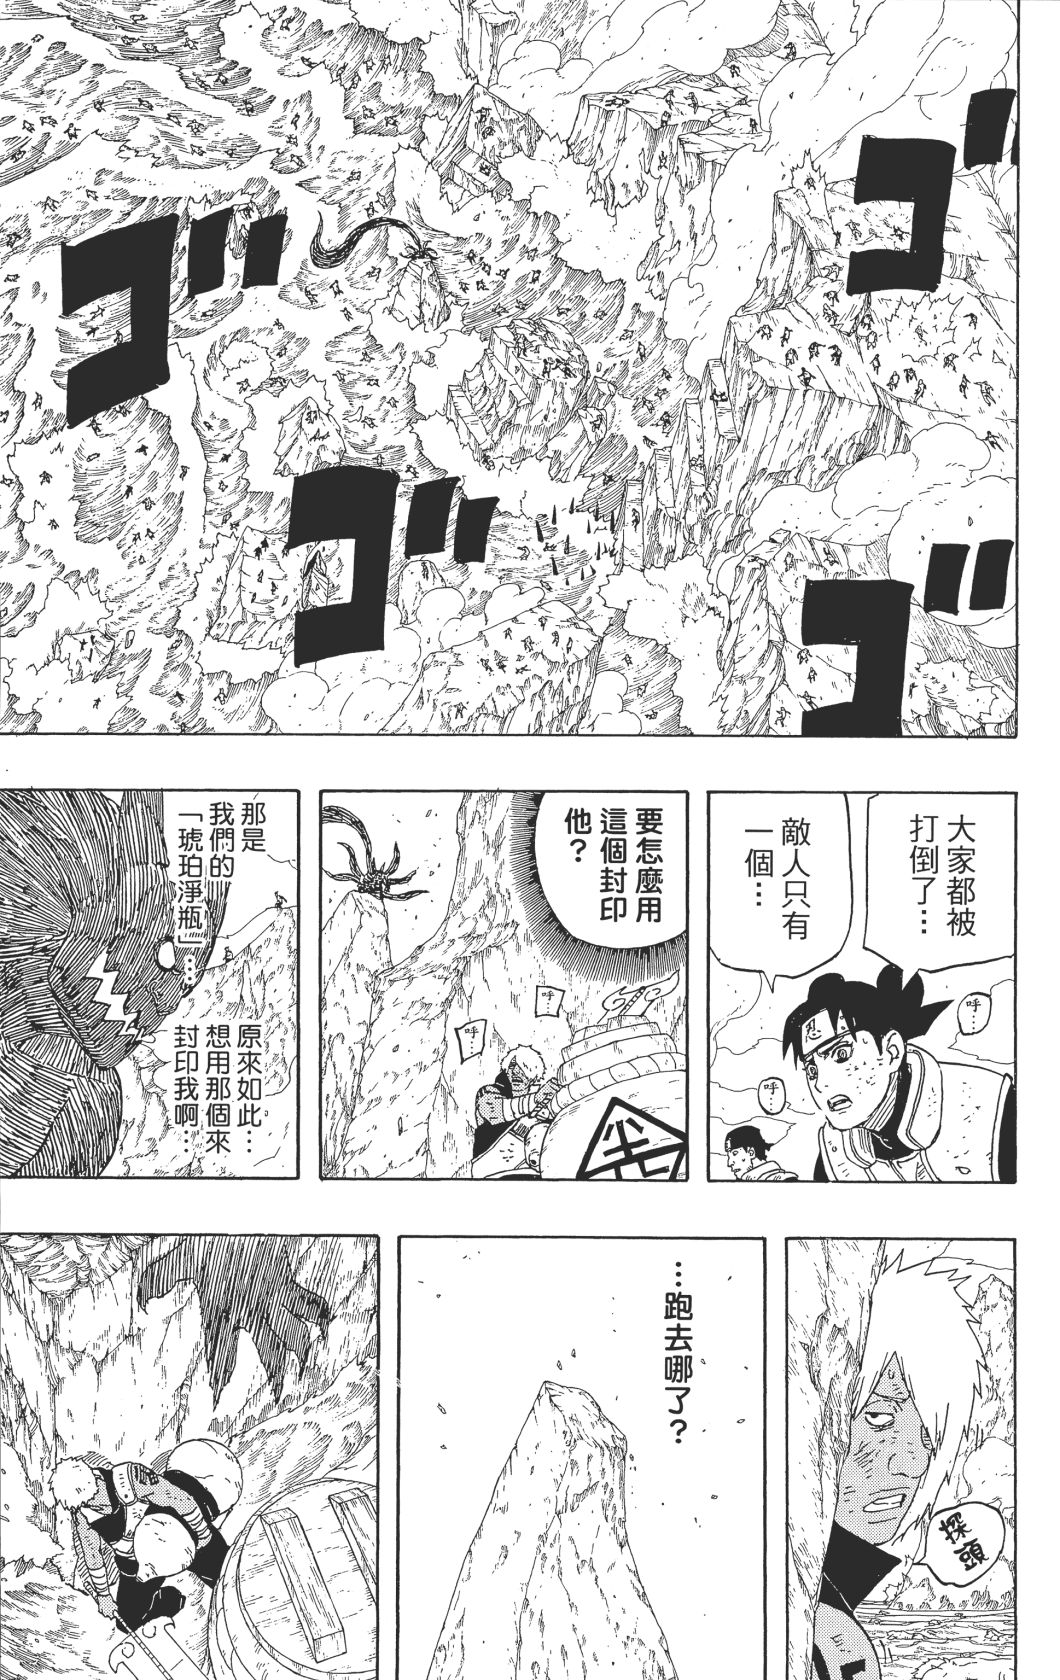 ゴ
ゴ
ゴ
ゴ
大家都被
打倒了…
敵人只有
一個…
呼…
呼…
忍
要怎麼用
這個封印
他？
呼…
呼…
那是
我們的
「琥珀淨瓶」…
原來如此…
想用那個來
封印我啊…
探頭
…跑去哪了？